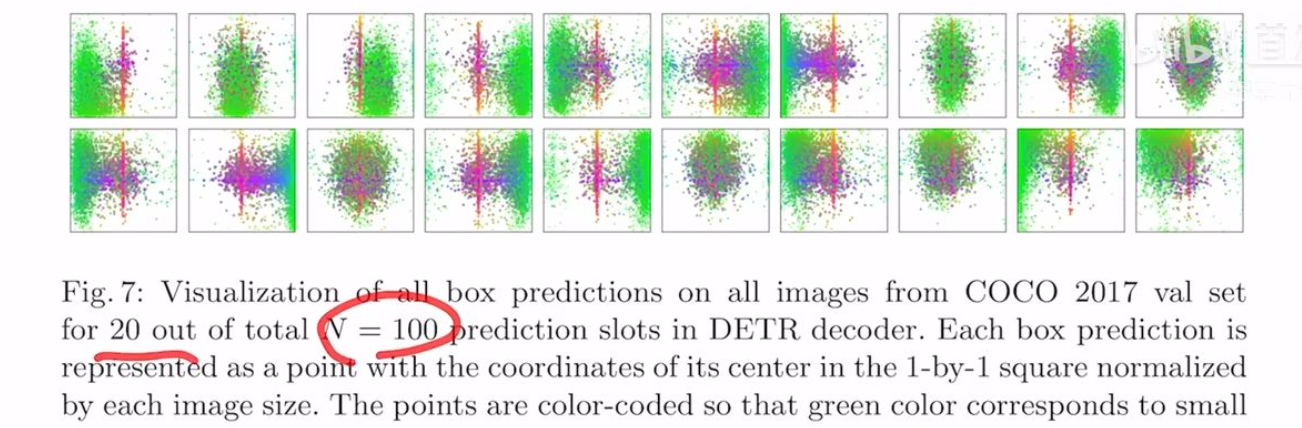 bilibili 首
Fig. 7: Visualization of all box predictions on all images from COCO 2017 val set
for 20 out of total N = 100 prediction slots in DETR decoder. Each box prediction is
represented as a point with the coordinates of its center in the 1-by-1 square normalized
by each image size. The points are color-coded so that green color corresponds to small